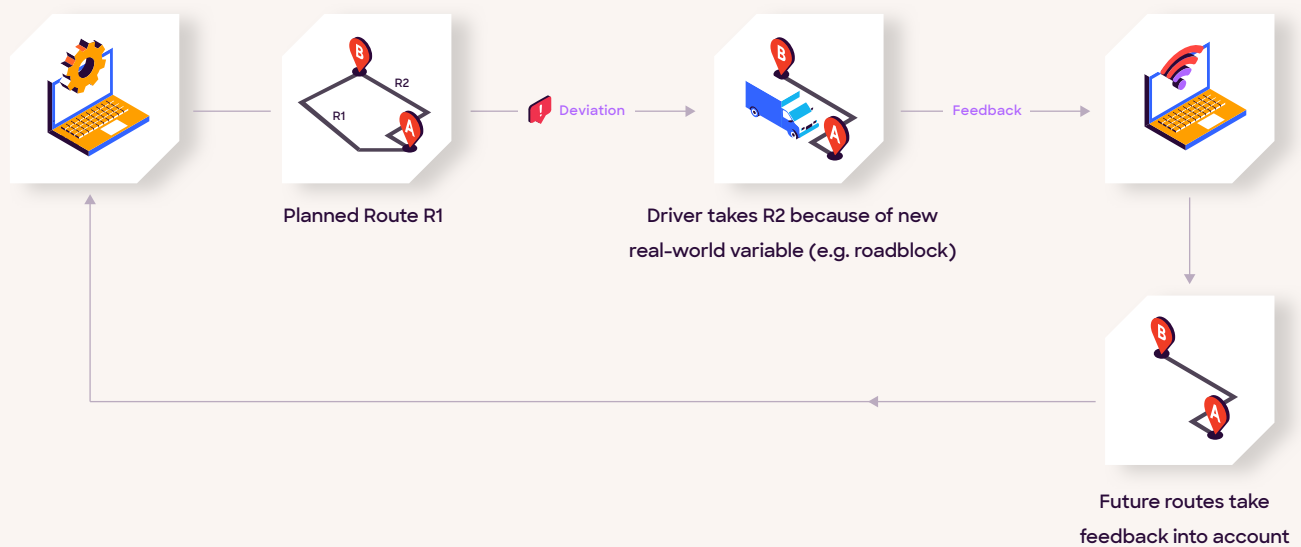 B
R2
R1
A
!
Deviation
B
A
Feedback
Planned Route R1
Driver takes R2 because of new
real-world variable (e.g. roadblock)
B
A
Future routes take
feedback into account